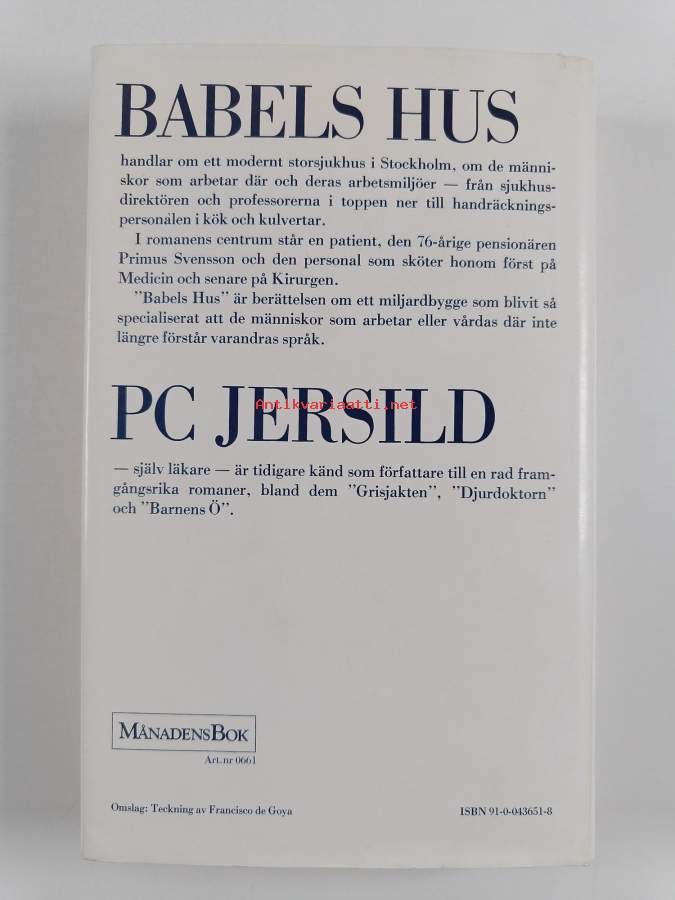 BABELS HUS
handlar om ett modernt storsjukhus i Stockholm, om de männi-
skor som arbetar där och deras arbetsmiljöer — från sjukhus-
direktören och professorerna i toppen ner till handräcknings-
personalen i kök och kulvertar.
I romanens centrum står en patient, den 76-årige pensionären
Primus Svensson och den personal som sköter honom först på
Medicin och senare på Kirurgen.
”Babels Hus” är berättelsen om ett miljardbygge som blivit så
specialiserat att de människor som arbetar eller vårdas där inte
längre förstår varandras språk.
PC JERSILD
Antikvariaatti.net
— själv läkare — är tidigare känd som författare till en rad fram-
gångsrika romaner, bland dem ”Grisjakten”, ”Djurdoktorn”
och ”Barnens Ö”.
MÅNADENSBOK
Art.nr 0661
Omslag: Teckning av Francisco de Goya
ISBN 91-0-043651-8